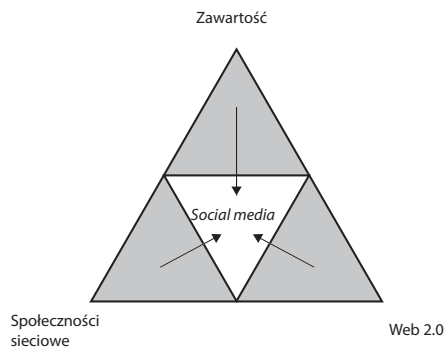 Zawartość
Social media
Społeczności
sieciowe
Web 2.0